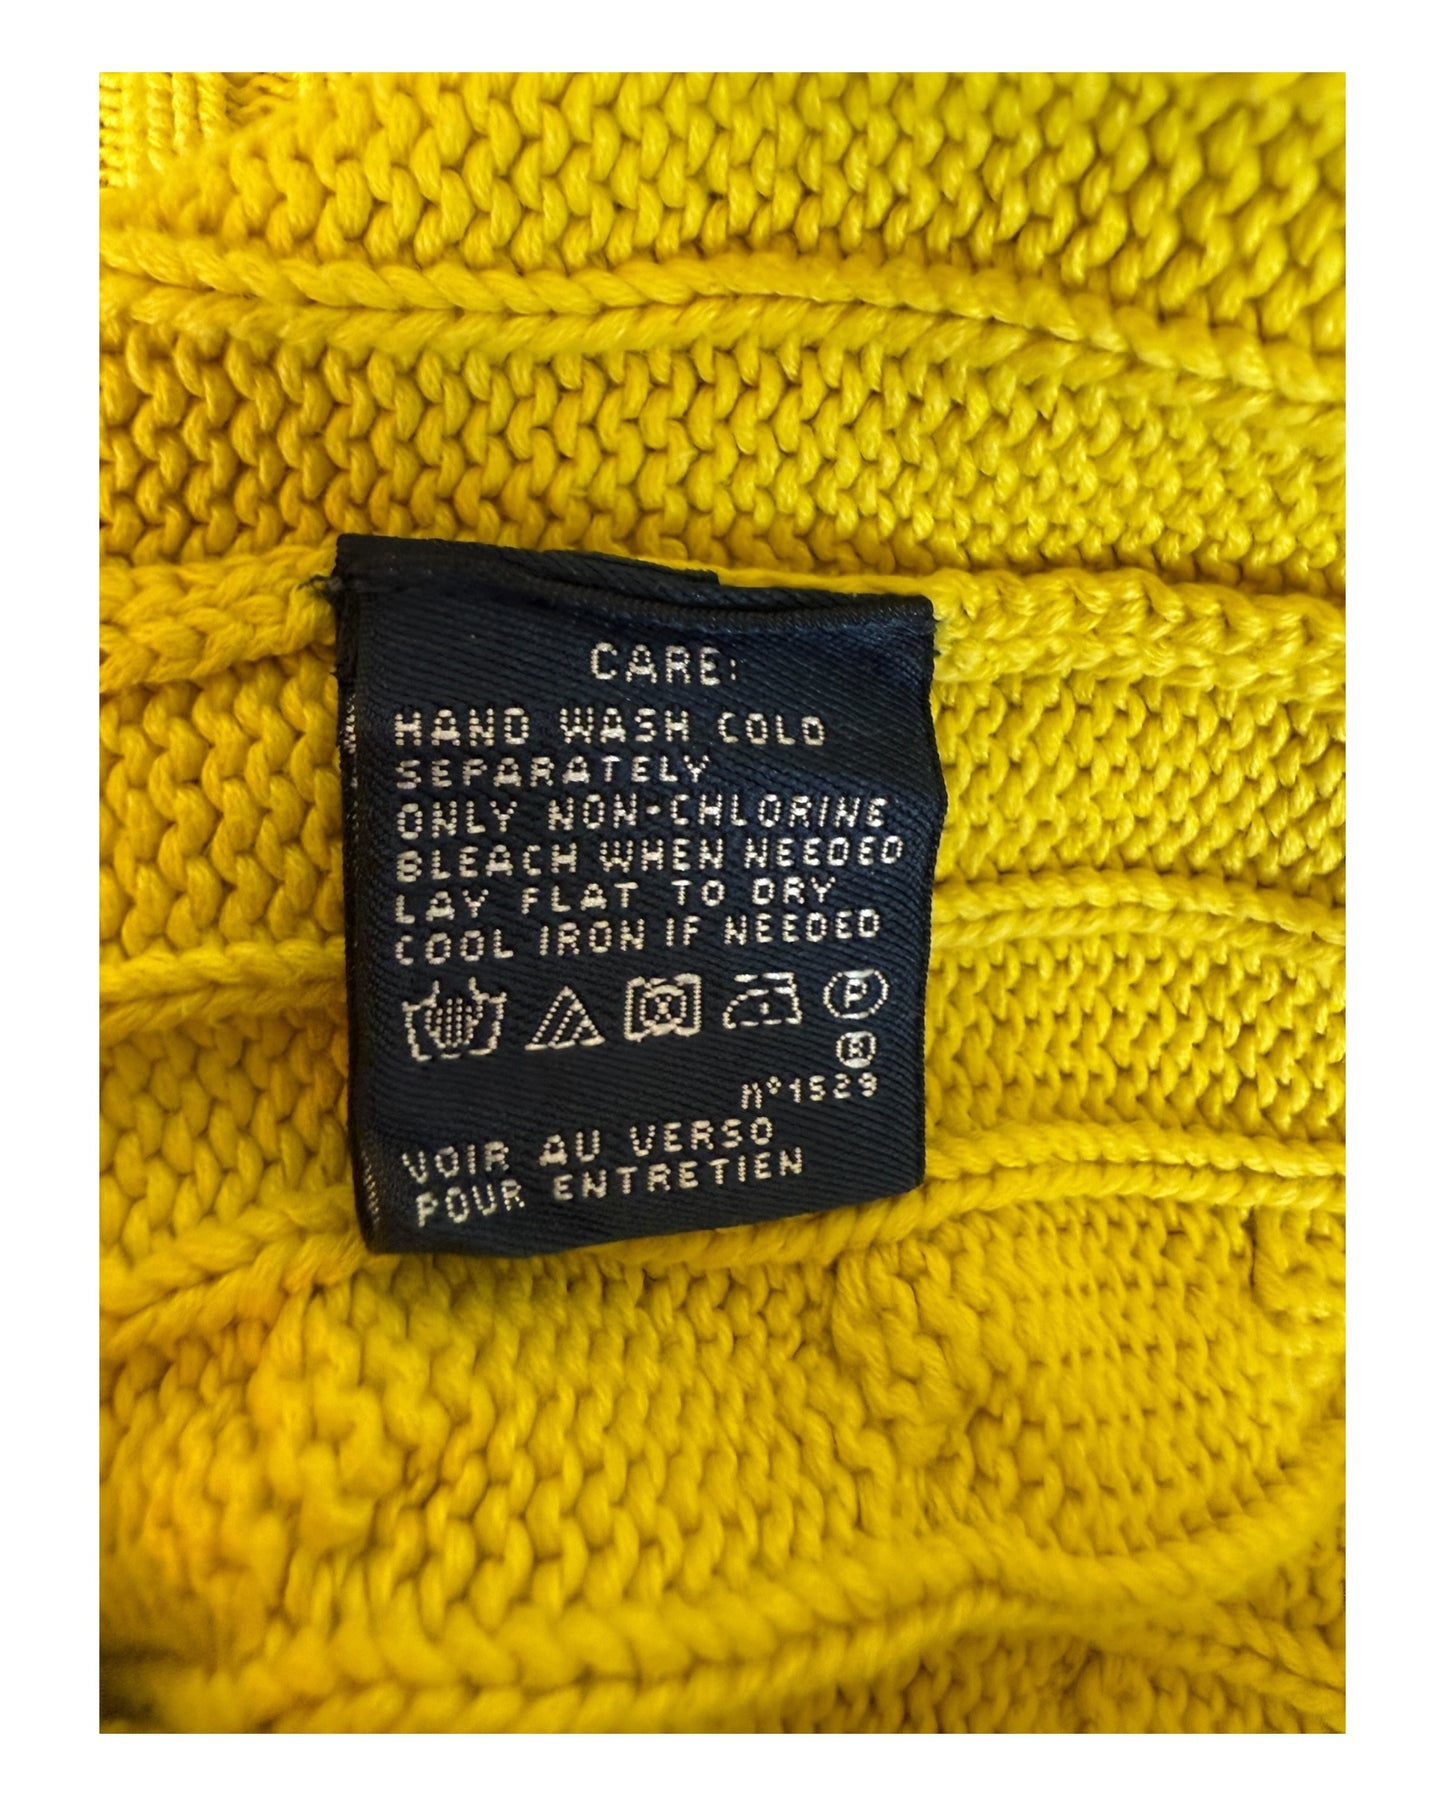 CARE:
HAND WASH COLD
SEPARATELY
ONLY NON-CHLORINE
BLEACH WHEN NEEDED
LAY FLAT TO DRY
COOL IRON IF NEEDED
P
R
n°1529
VOIR AU VERSO
POUR ENTRETIEN